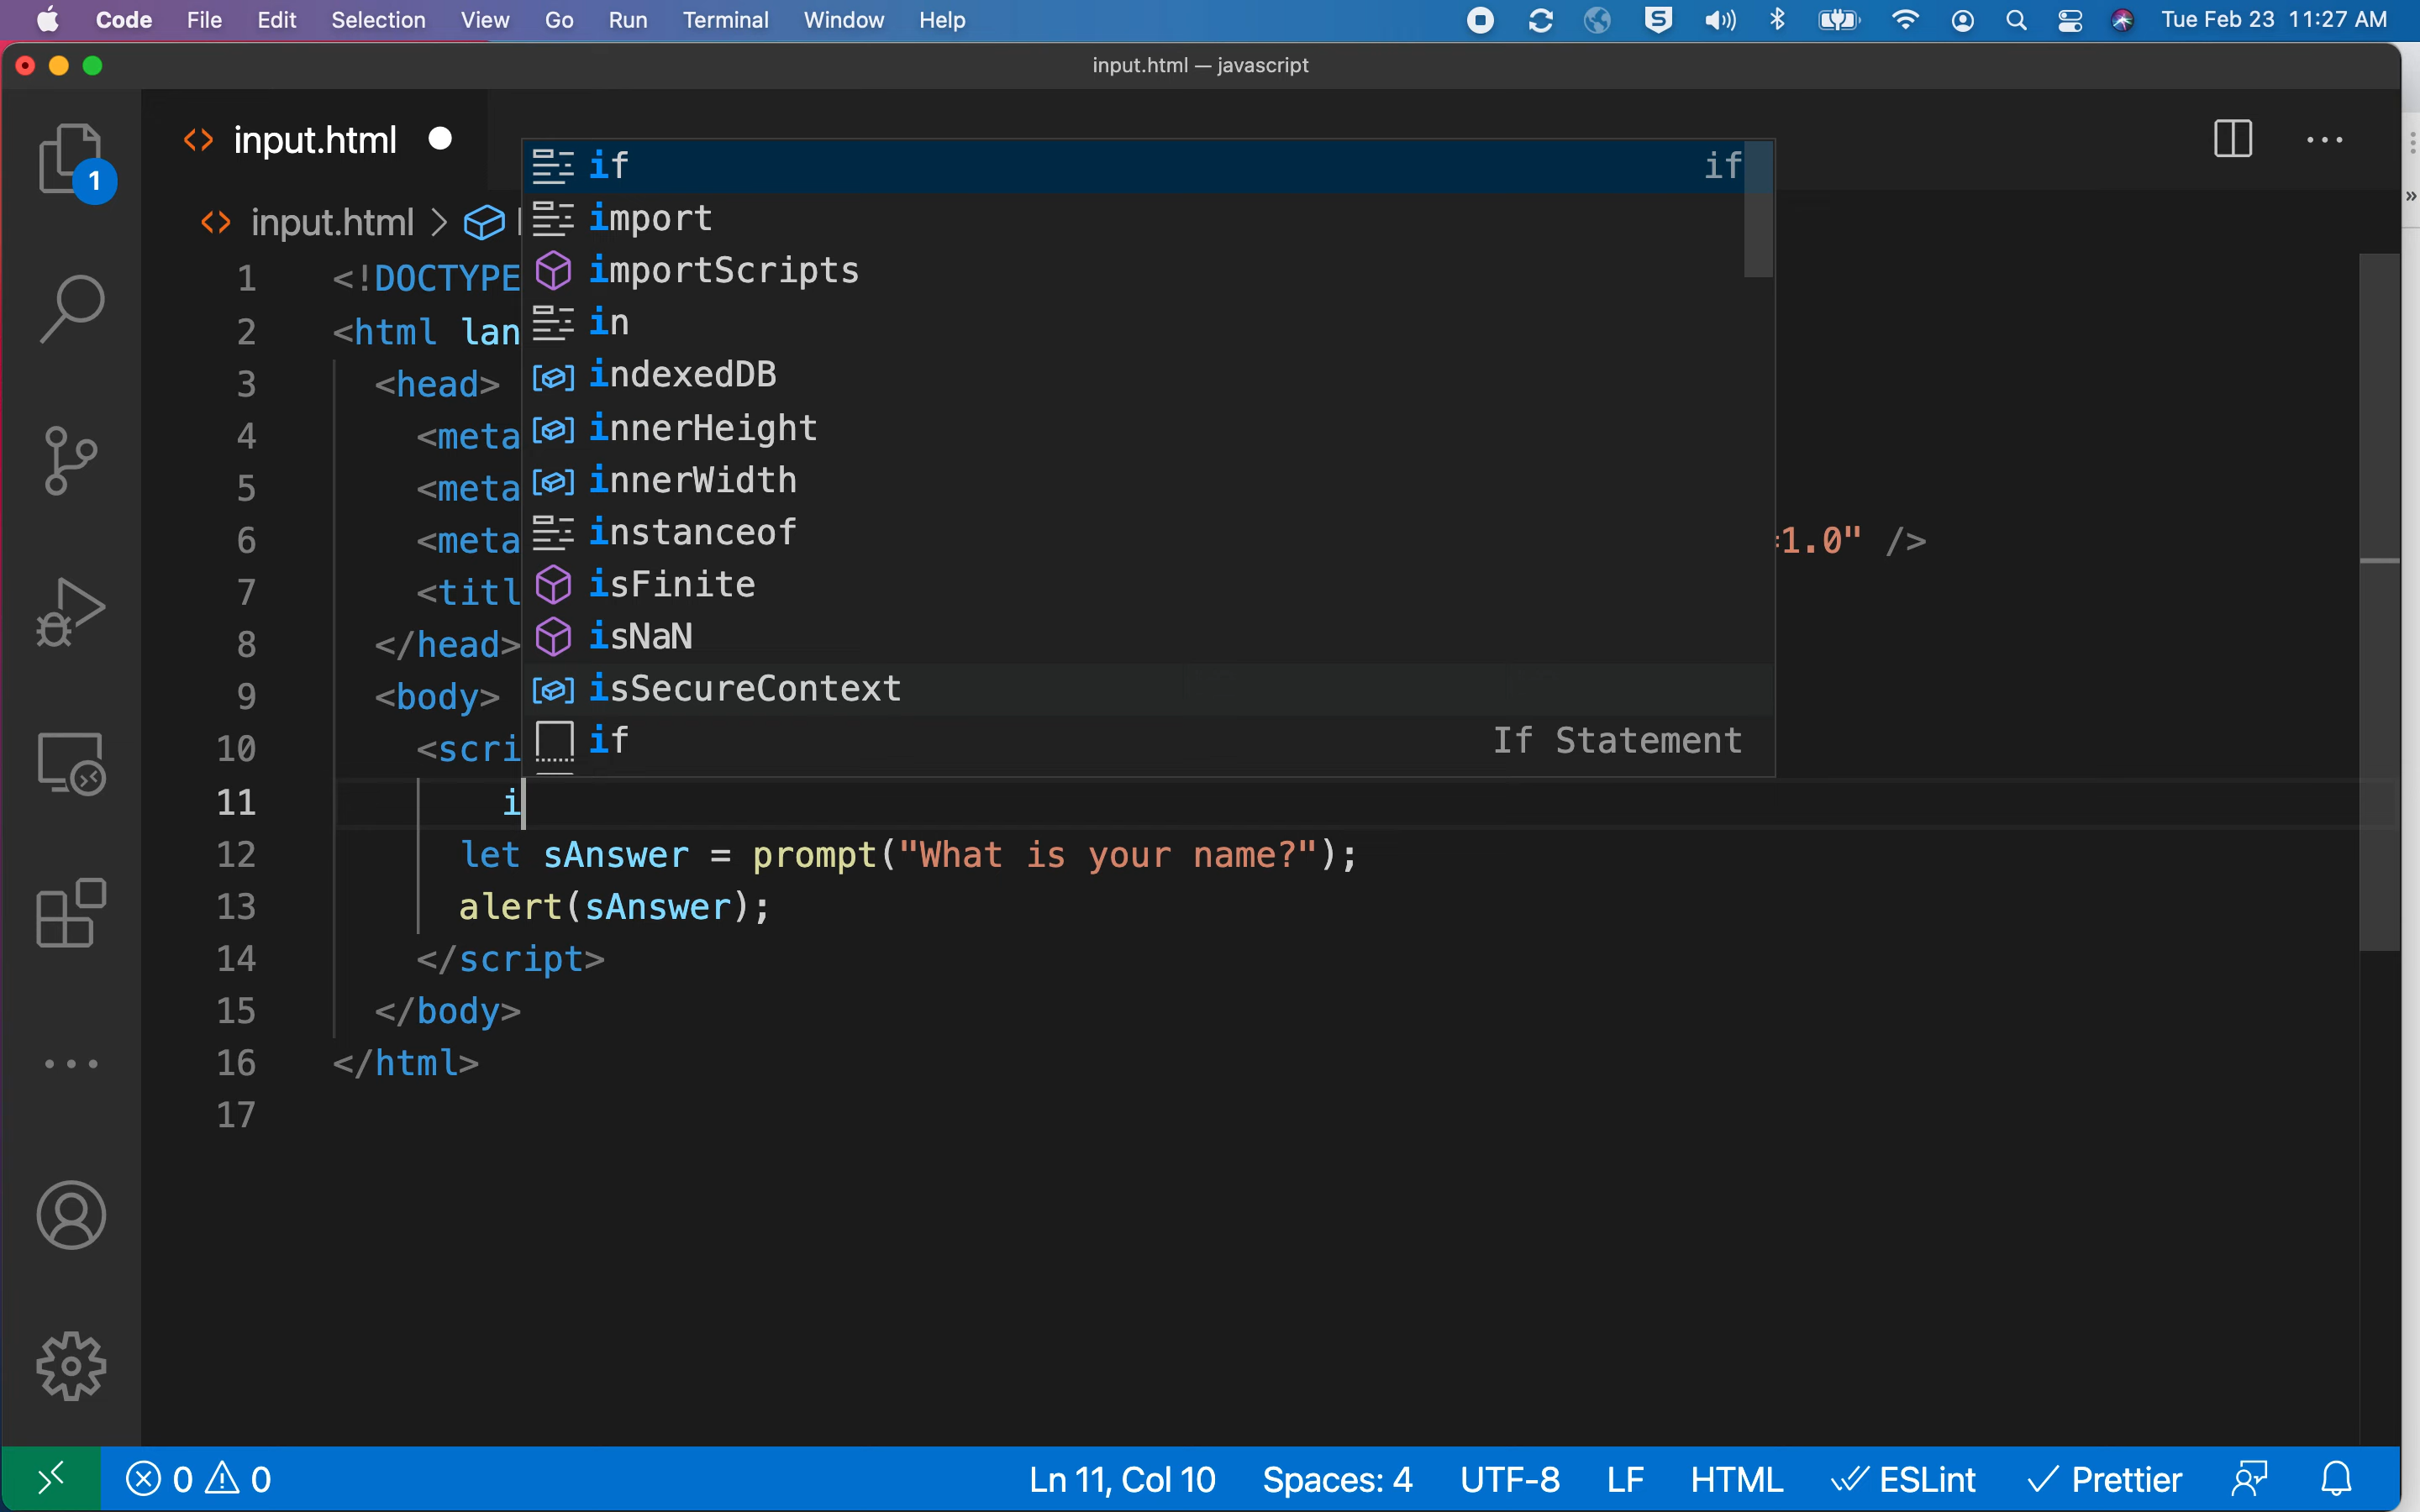 Code File Edit Selection View Go Run Terminal Window Help Tue Feb 23 11:27 AM
input.html — javascript
input.html
1
input.html >
if if
import
importScripts
in
indexedDB
innerHeight
innerWidth
instanceof
isFinite
isNaN
isSecureContext
if If Statement
1 <!DOCTYPE
2 <html lan
3 <head>
4 <meta
5 <meta
6 <meta =1.0" />
7 <titl
8 </head>
9 <body>
10 <scri
11 i
12 let sAnswer = prompt("What is your name?");
13 alert(sAnswer);
14 </script>
15 </body>
16 </html>
17
0 0 Ln 11, Col 10 Spaces: 4 UTF-8 LF HTML ESLint Prettier